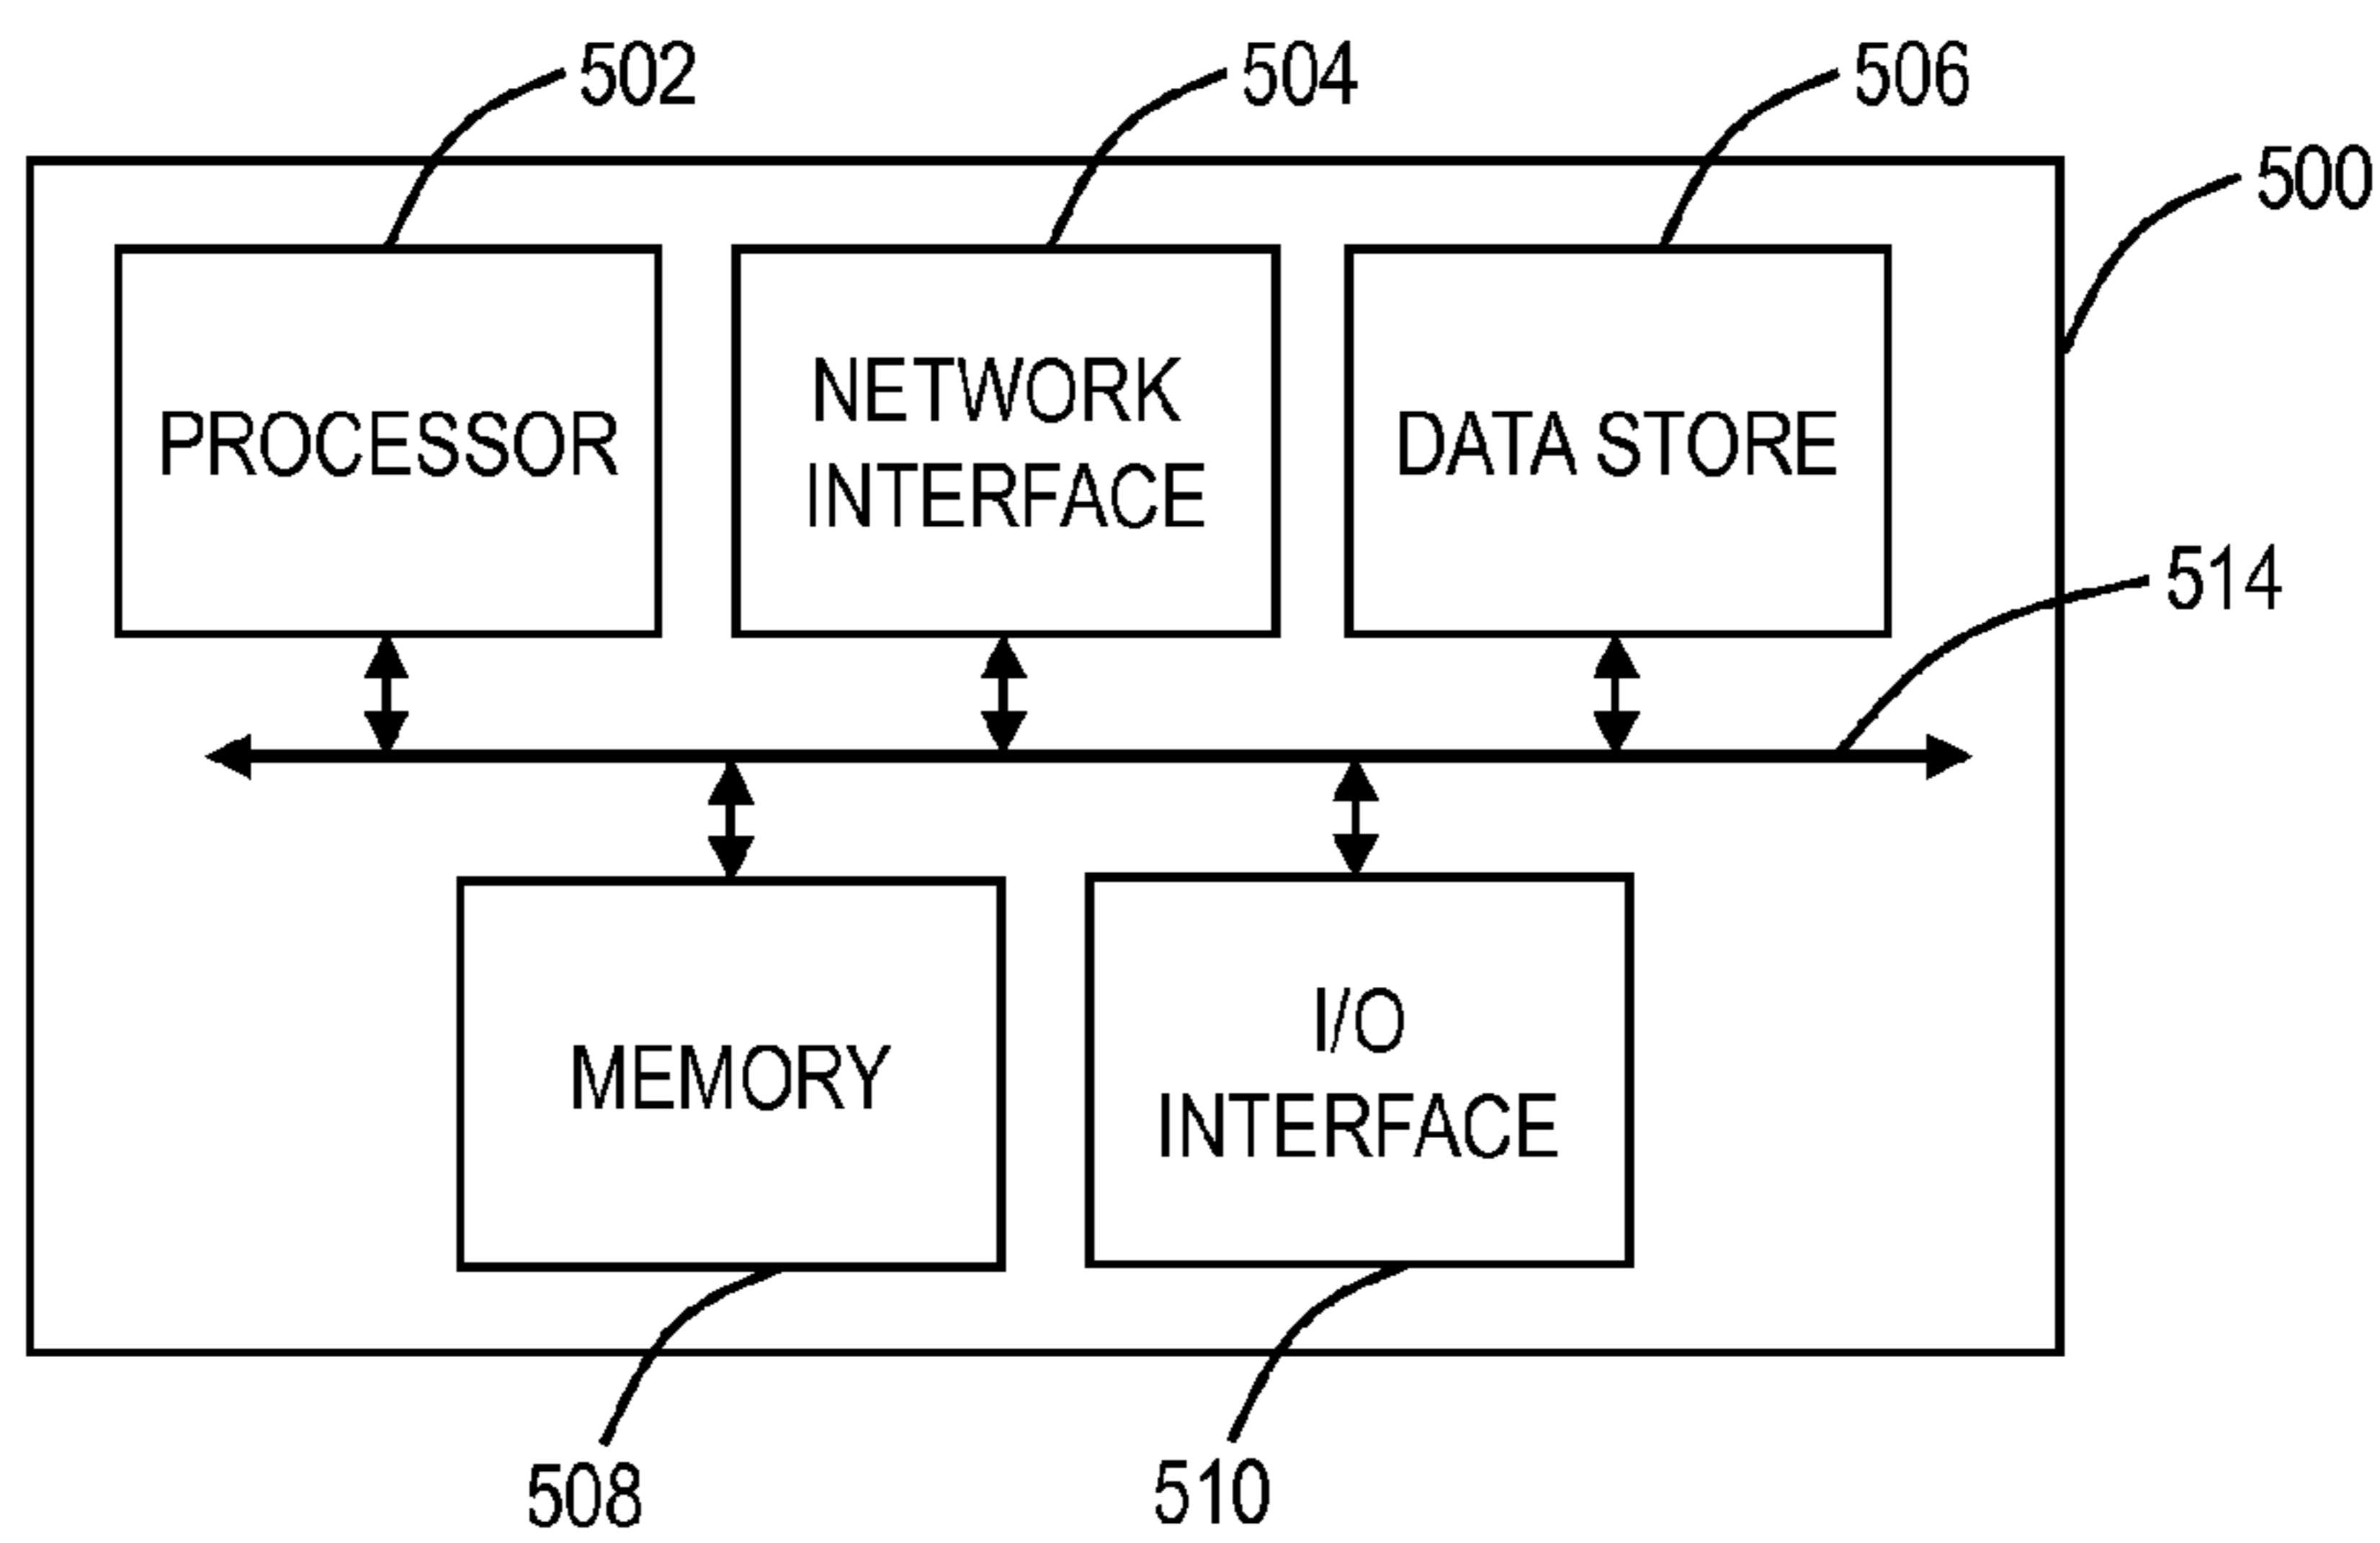 502
504
506
500
PROCESSOR
NETWORK
INTERFACE
DATA STORE
514
MEMORY
I/O
INTERFACE
508
510